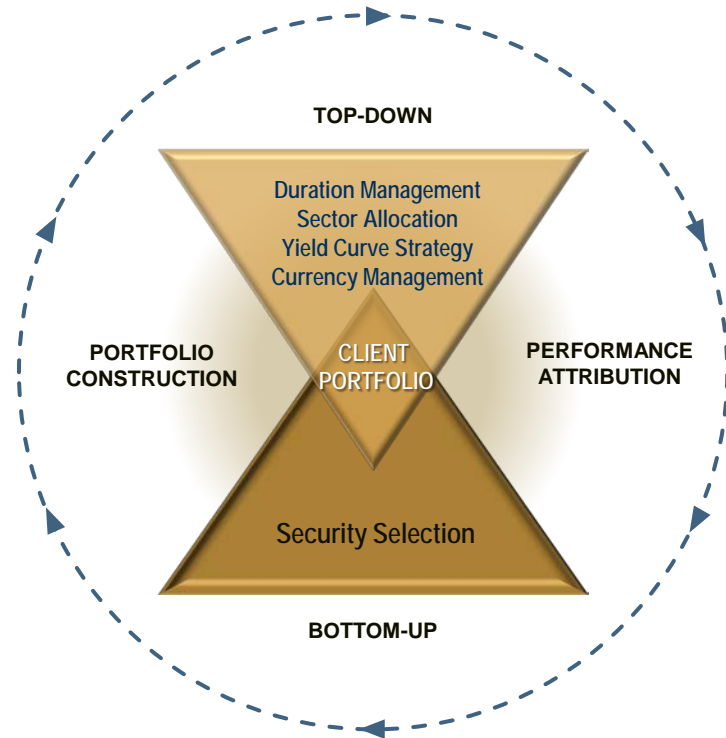 TOP-DOWN
Duration Management
Sector Allocation
Yield Curve Strategy
Currency Management
PORTFOLIO
CONSTRUCTION
CLIENT
PORTFOLIO
PERFORMANCE
ATTRIBUTION
Security Selection
BOTTOM-UP